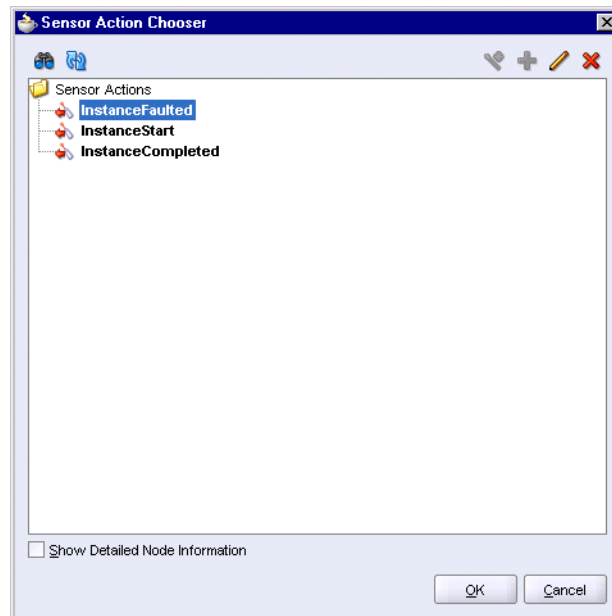 Sensor Action Chooser
Sensor Actions
InstanceFaulted
InstanceStart
InstanceCompleted
Show Detailed Node Information
OK
Cancel